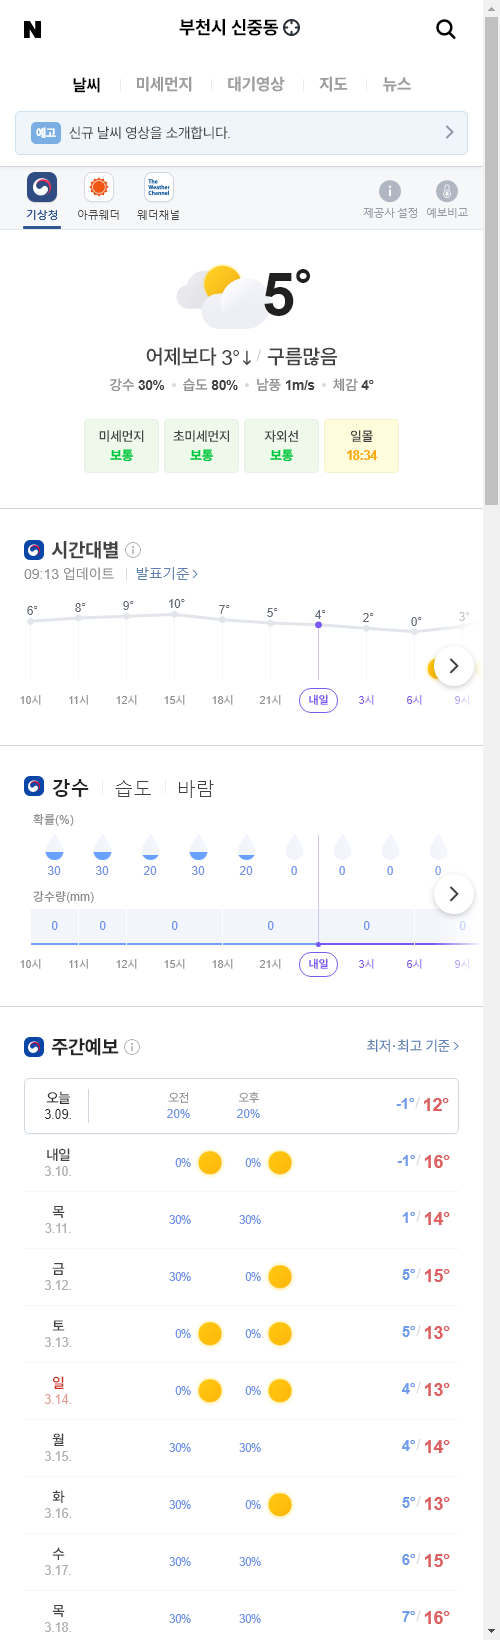 N
부천시 신중동
날씨 미세먼지 대기영상 지도 뉴스
예고 신규 날씨 영상을 소개합니다.
The Weather Channel
기상청 아큐웨더 웨더채널 제공사 설정 예보비교
5°
어제보다 3°↓ / 구름많음
강수 30% • 습도 80% • 남풍 1m/s • 체감 4°
미세먼지 초미세먼지 자외선 일몰
보통 보통 보통 18:34
시간대별
09:13 업데이트 발표기준 >
6° 8° 9° 10° 7° 5° 4° 2° 0° 3°
10시 11시 12시 15시 18시 21시 내일 3시 6시 9시
강수 습도 바람
확률(%)
30 30 20 30 20 0 0 0 0
강수량(mm)
0 0 0 0 0 0
10시 11시 12시 15시 18시 21시 내일 3시 6시 9시
주간예보 최저·최고 기준 >
오늘 오전 오후
3.09. 20% 20% -1° / 12°
내일
3.10. 0% 0% -1° / 16°
목
3.11. 30% 30% 1° / 14°
금
3.12. 30% 0% 5° / 15°
토
3.13. 0% 0% 5° / 13°
일
3.14. 0% 0% 4° / 13°
월
3.15. 30% 30% 4° / 14°
화
3.16. 30% 0% 5° / 13°
수
3.17. 30% 30% 6° / 15°
목
3.18. 30% 30% 7° / 16°